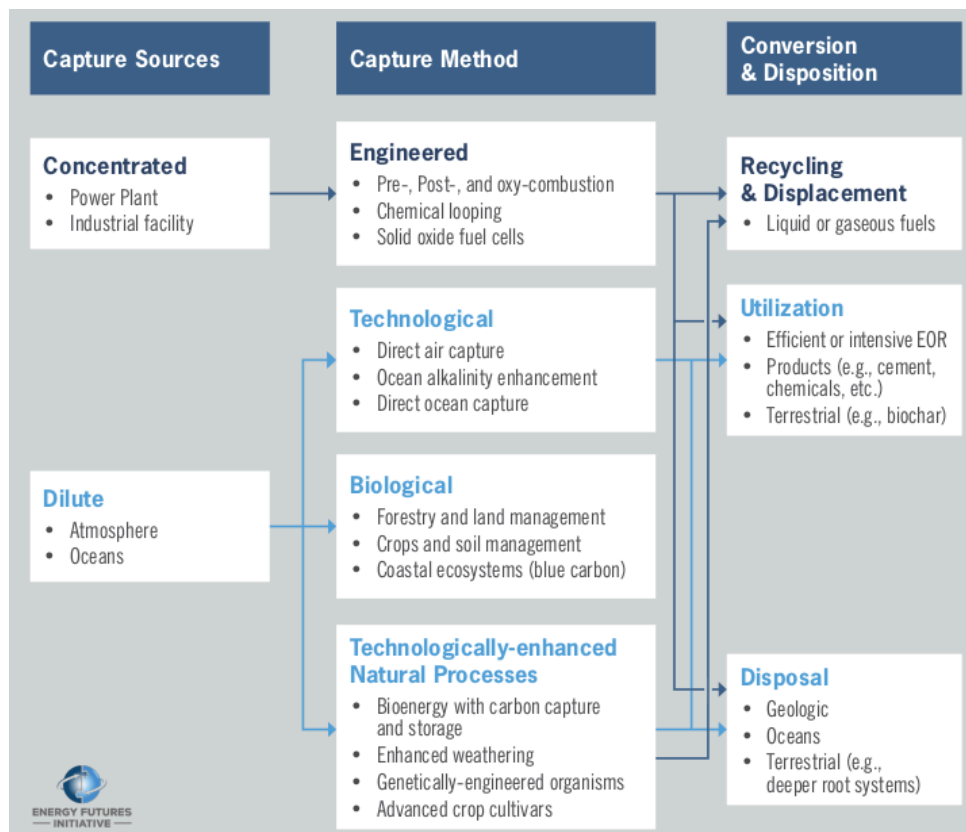 Capture Sources
Capture Method
Conversion
& Disposition
Concentrated
• Power Plant
• Industrial facility
Engineered
• Pre-, Post-, and oxy-combustion
• Chemical looping
• Solid oxide fuel cells
Recycling
& Displacement
• Liquid or gaseous fuels
Technological
• Direct air capture
• Ocean alkalinity enhancement
• Direct ocean capture
Utilization
• Efficient or intensive EOR
• Products (e.g., cement,
chemicals, etc.)
• Terrestrial (e.g., biochar)
Dilute
• Atmosphere
• Oceans
Biological
• Forestry and land management
• Crops and soil management
• Coastal ecosystems (blue carbon)
Technologically-enhanced
Natural Processes
• Bioenergy with carbon capture
and storage
• Enhanced weathering
• Genetically-engineered organisms
• Advanced crop cultivars
Disposal
• Geologic
• Oceans
• Terrestrial (e.g.,
deeper root systems)
ENERGY FUTURES
INITIATIVE